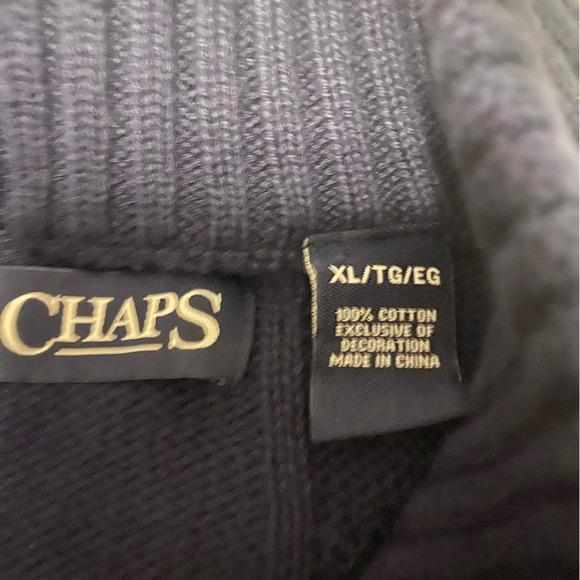 CHAPS
XL/TG/EG
100% COTTON
EXCLUSIVE OF
DECORATION
MADE IN CHINA